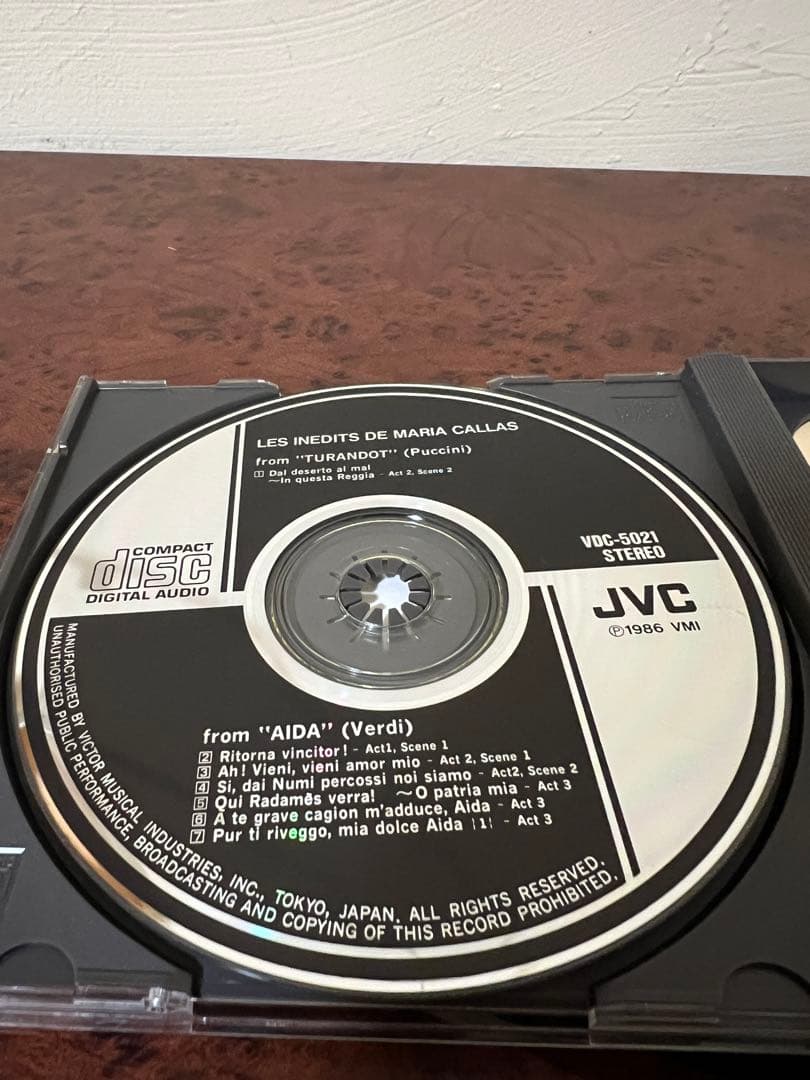 LES INEDITS DE MARIA CALLAS
from "TURANDOT" (Puccini)
1 Dal deserto al mal
~In questa Reggia - Act 2, Scene 2
VDC-5021
STEREO
COMPACT
disc
DIGITAL AUDIO
JVC
Ⓟ1986 VMI
from "AIDA" (Verdi)
2 Ritorna vincitor! - Act1, Scene 1
3 Ah! Vieni, vieni amor mio - Act 2, Scene 1
4 Si, dai Numi percossi noi siamo - Act2, Scene 2
5 Qui Radamês verra! ~O patria mia - Act 3
6 A te grave cagion m'adduce, Aida - Act 3
7 Pur ti riveggo, mia dolce Aida [1] - Act 3
MANUFACTURED BY VICTOR MUSICAL INDUSTRIES, INC., TOKYO, JAPAN. ALL RIGHTS RESERVED.
UNAUTHORISED PUBLIC PERFORMANCE, BROADCASTING AND COPYING OF THIS RECORD PROHIBITED.